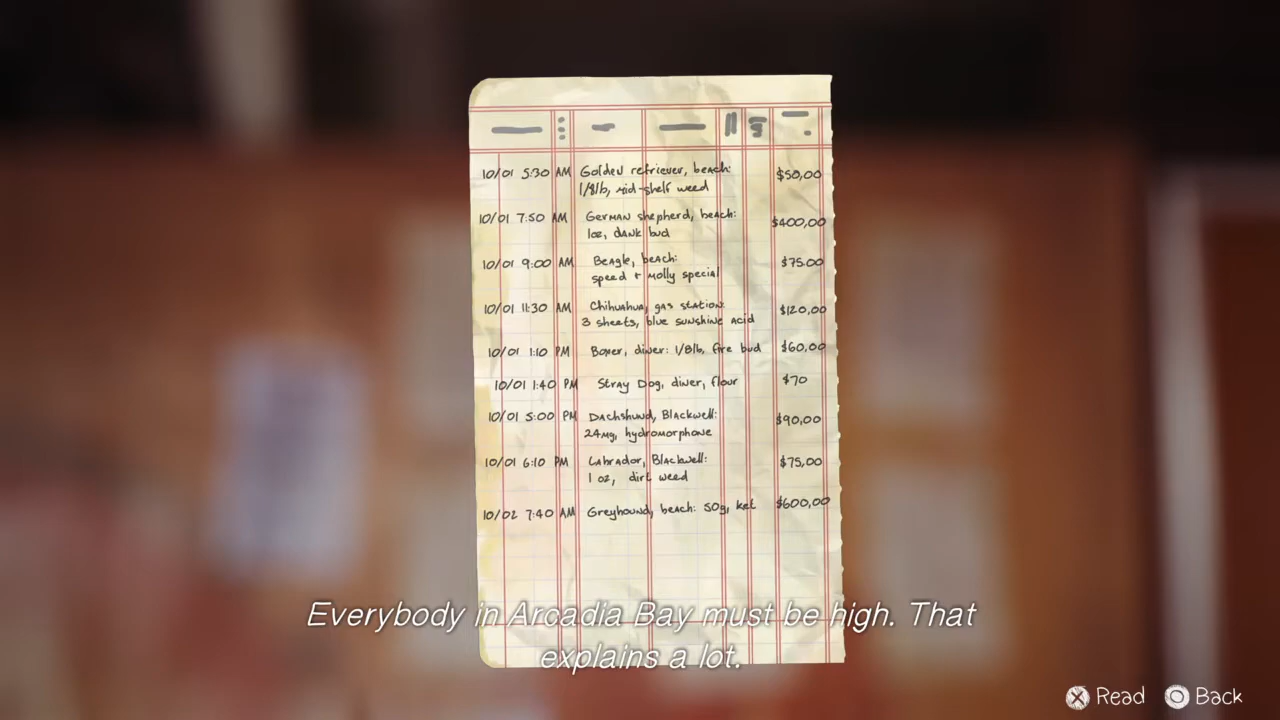 10/01 5:30 AM Golden retriever, beach: $50,00
1/8lb, mid-shelf weed
10/01 7:50 AM German shepherd, beach: $400,00
1oz, dank bud
10/01 9:00 AM Beagle, beach: $75.00
speed + molly special
10/01 11:30 AM Chihuahua, gas station: $120,00
3 sheets, blue sunshine acid
10/01 1:10 PM Boxer, diner: 1/8lb, fire bud $60,00
10/01 1:40 PM Stray Dog, diner, flour $70
10/01 5:00 PM Dachshund, Blackwell: $90,00
24mg, hydromorphone
10/01 6:10 PM Labrador, Blackwell: $75,00
1 oz, dirt weed
10/02 7:40 AM Greyhound, beach: 50g, ket $600,00
Everybody in Arcadia Bay must be high. That
explains a lot.
Read Back